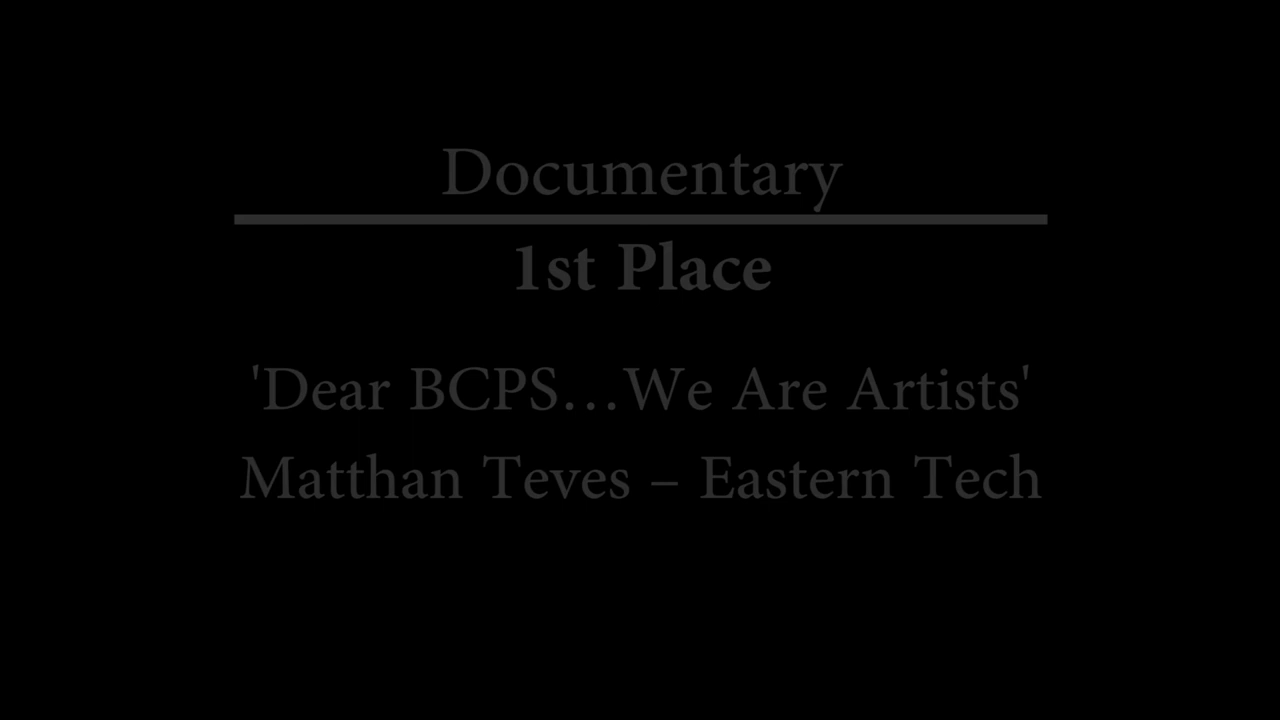 Documentary
1st Place
'Dear BCPS…We Are Artists'
Matthan Teves – Eastern Tech